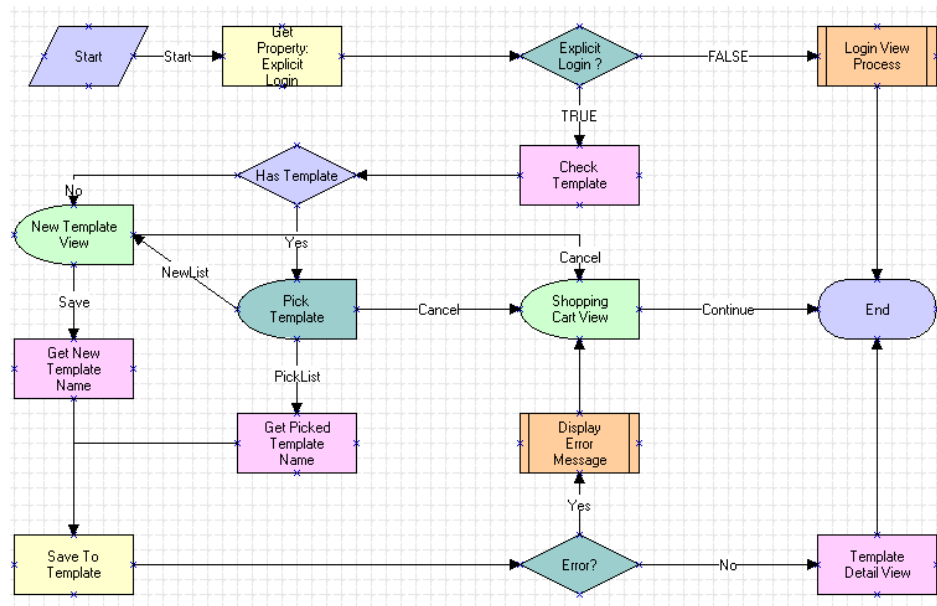 Start
Start
Get
Property:
Explicit
Login
Explicit
Login ?
FALSE
Login View
Process
TRUE
Check
Template
Has Template
No
Yes
New Template
View
NewList
Cancel
Pick
Template
Cancel
Shopping
Cart View
Continue
End
Save
PickList
Get New
Template
Name
Get Picked
Template
Name
Display
Error
Message
Yes
Save To
Template
Error?
No
Template
Detail View